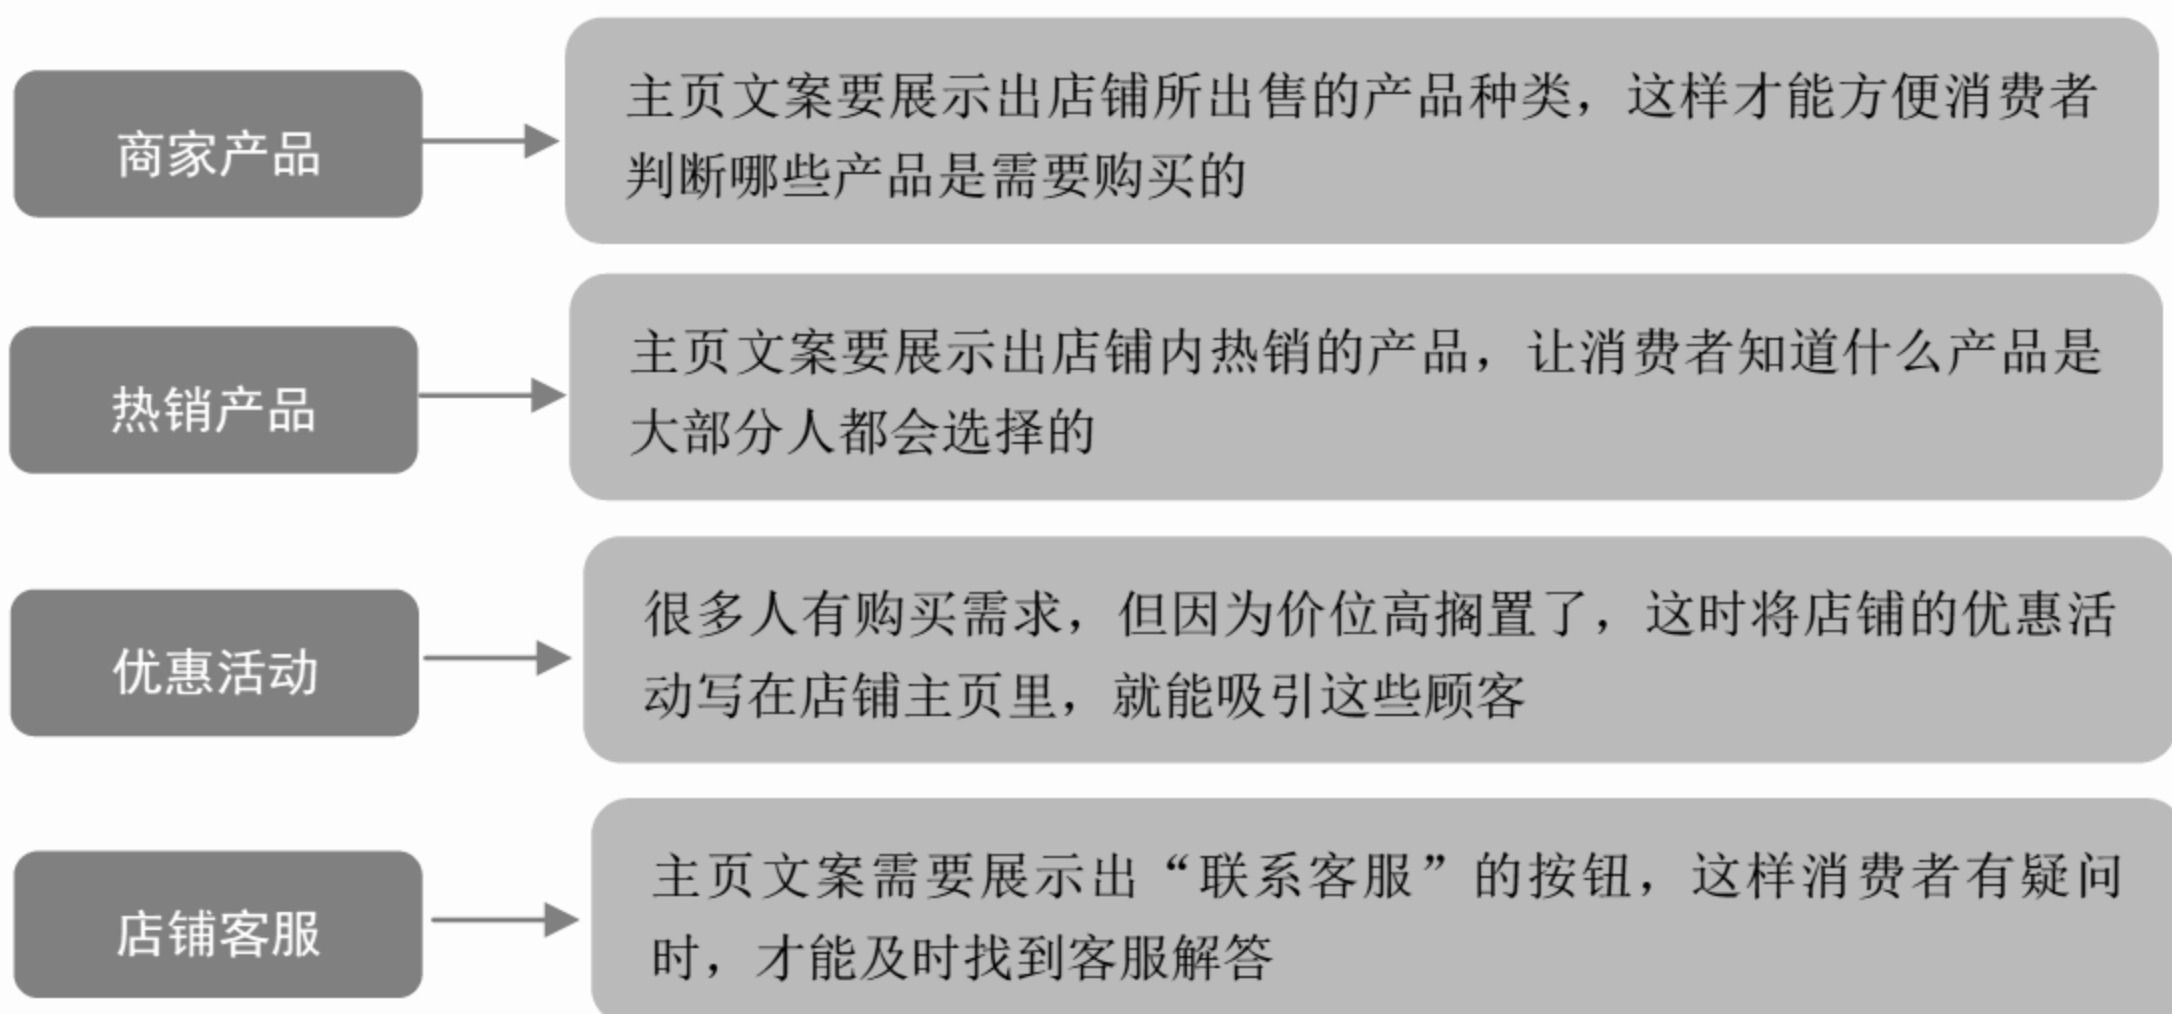 商家产品
主页文案要展示出店铺所出售的产品种类，这样才能方便消费者
判断哪些产品是需要购买的
热销产品
主页文案要展示出店铺内热销的产品，让消费者知道什么产品是
大部分人都会选择的
优惠活动
很多人有购买需求，但因为价位高搁置了，这时将店铺的优惠活
动写在店铺主页里，就能吸引这些顾客
店铺客服
主页文案需要展示出“联系客服”的按钮，这样消费者有疑问
时，才能及时找到客服解答